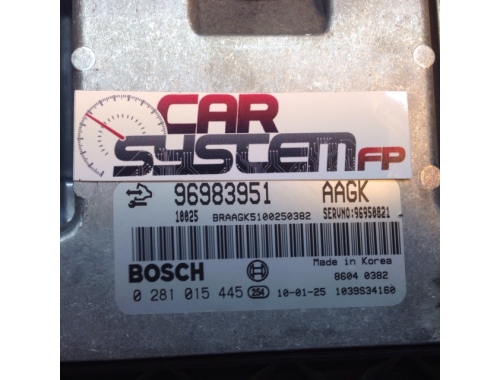 CAR
SYSTEM FP
96983951 AAGK
10025 BRAAGK5100250382 SERVNO:96950821
BOSCH Made in Korea
8604 0382
0 281 015 445 254 10-01-25 1039S34160